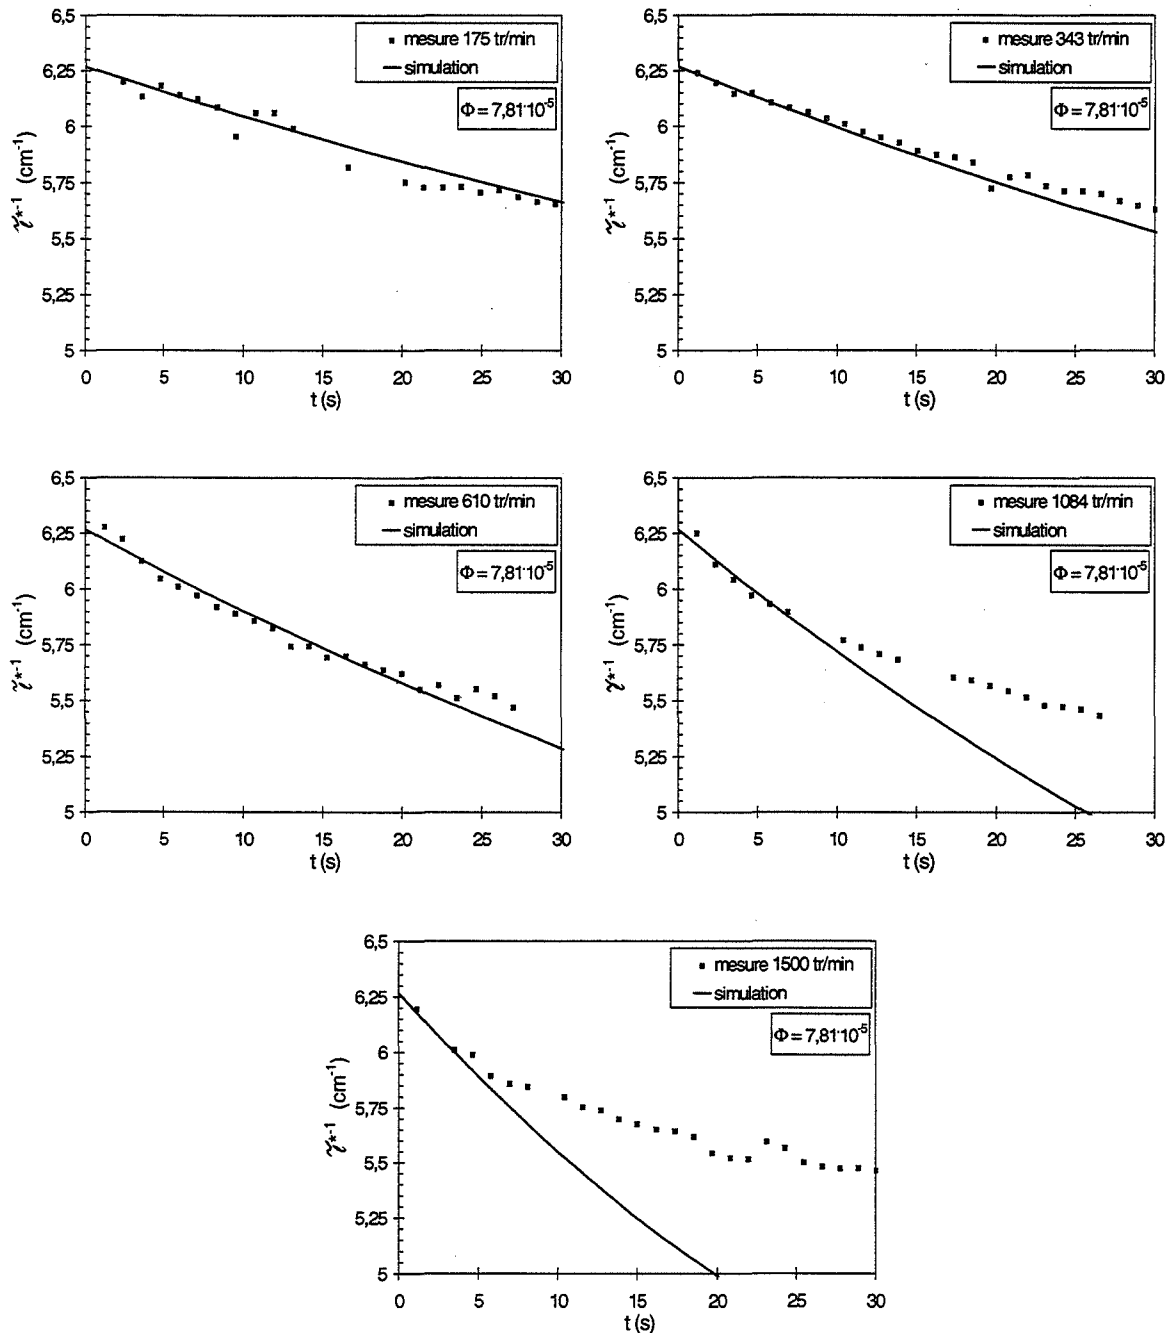 6,5
6,25
6
5,75
5,5
5,25
5
γ*-1 (cm-1)
mesure 175 tr/min
simulation
Φ = 7,81·10-5
0 5 10 15 20 25 30
t (s)
6,5
6,25
6
5,75
5,5
5,25
5
γ*-1 (cm-1)
mesure 343 tr/min
simulation
Φ = 7,81·10-5
0 5 10 15 20 25 30
t (s)
6,5
6,25
6
5,75
5,5
5,25
5
γ*-1 (cm-1)
mesure 610 tr/min
simulation
Φ = 7,81·10-5
0 5 10 15 20 25 30
t (s)
6,5
6,25
6
5,75
5,5
5,25
5
γ*-1 (cm-1)
mesure 1084 tr/min
simulation
Φ = 7,81·10-5
0 5 10 15 20 25 30
t (s)
6,5
6,25
6
5,75
5,5
5,25
5
γ*-1 (cm-1)
mesure 1500 tr/min
simulation
Φ = 7,81·10-5
0 5 10 15 20 25 30
t (s)